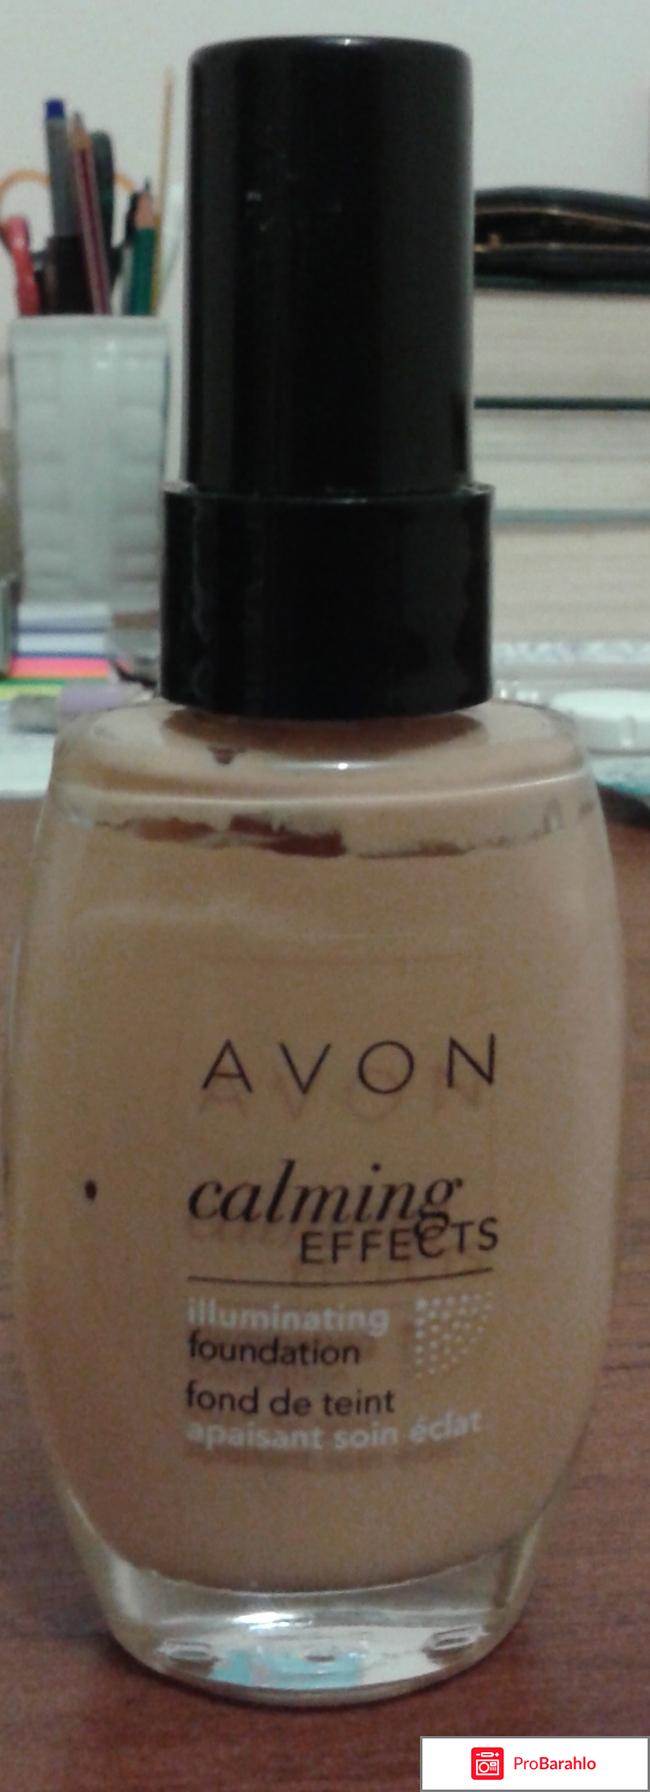 AVON
calming
EFFECTS
illuminating
foundation
fond de teint
apaisant soin éclat
ProBarahlo